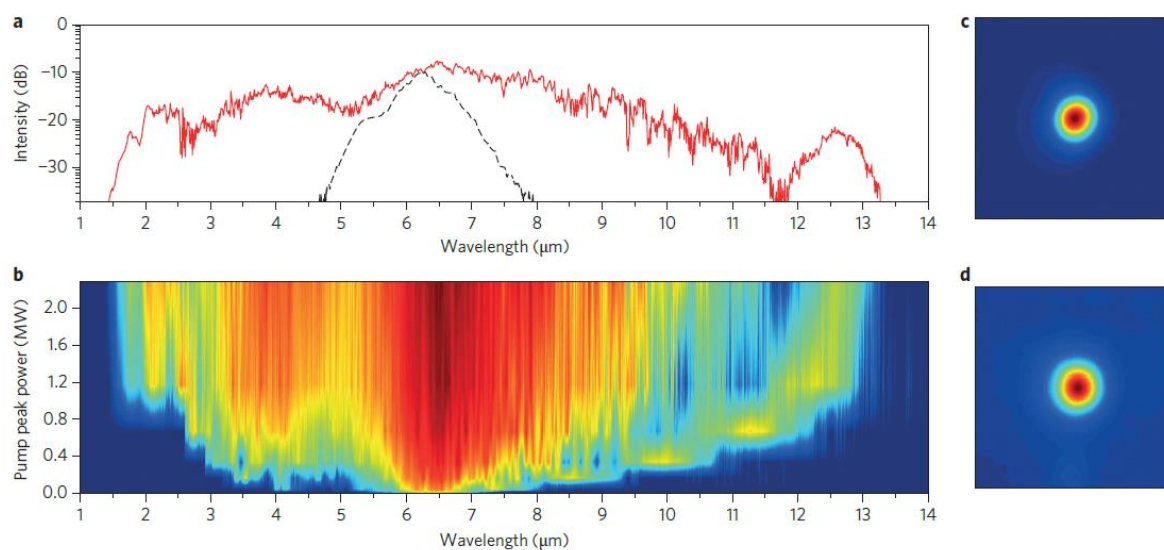 a
0
−10
−20
−30
Intensity (dB)
1 2 3 4 5 6 7 8 9 10 11 12 13 14
Wavelength (μm)
b
2.0
1.6
1.2
0.8
0.4
0.0
Pump peak power (MW)
1 2 3 4 5 6 7 8 9 10 11 12 13 14
Wavelength (μm)
c
d